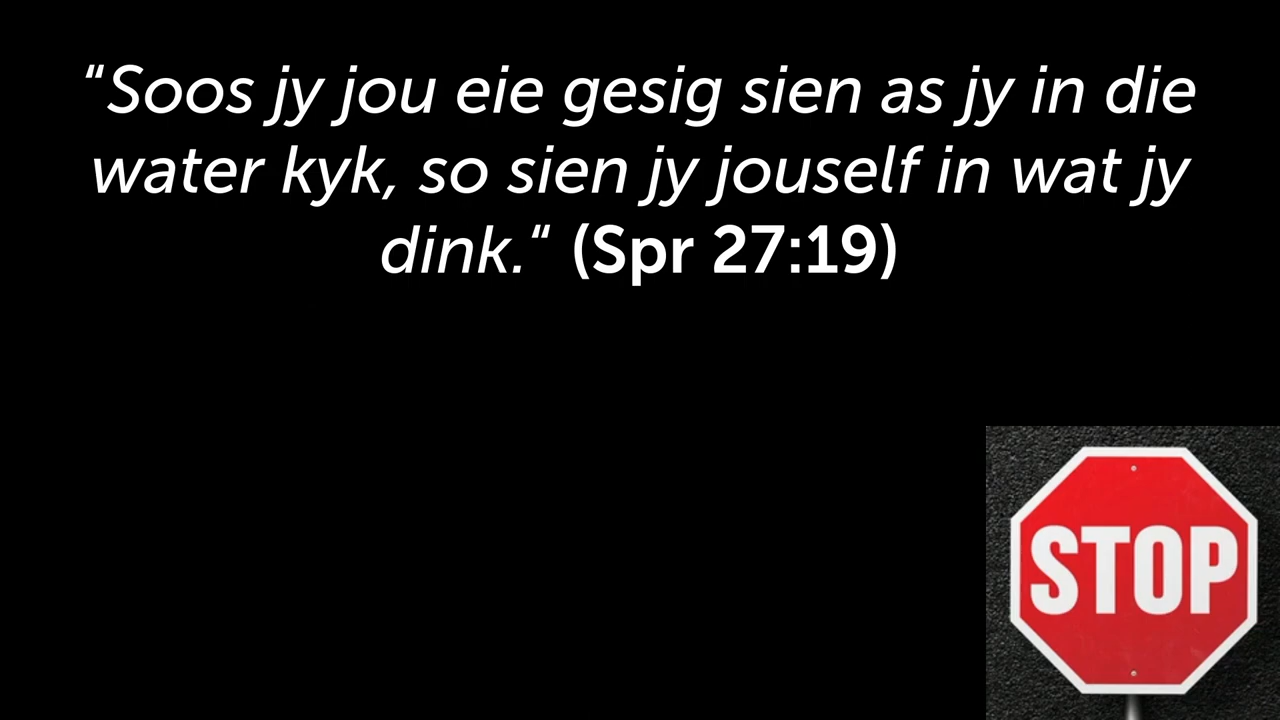 “Soos jy jou eie gesig sien as jy in die
water kyk, so sien jy jouself in wat jy
dink.“ (Spr 27:19)
STOP